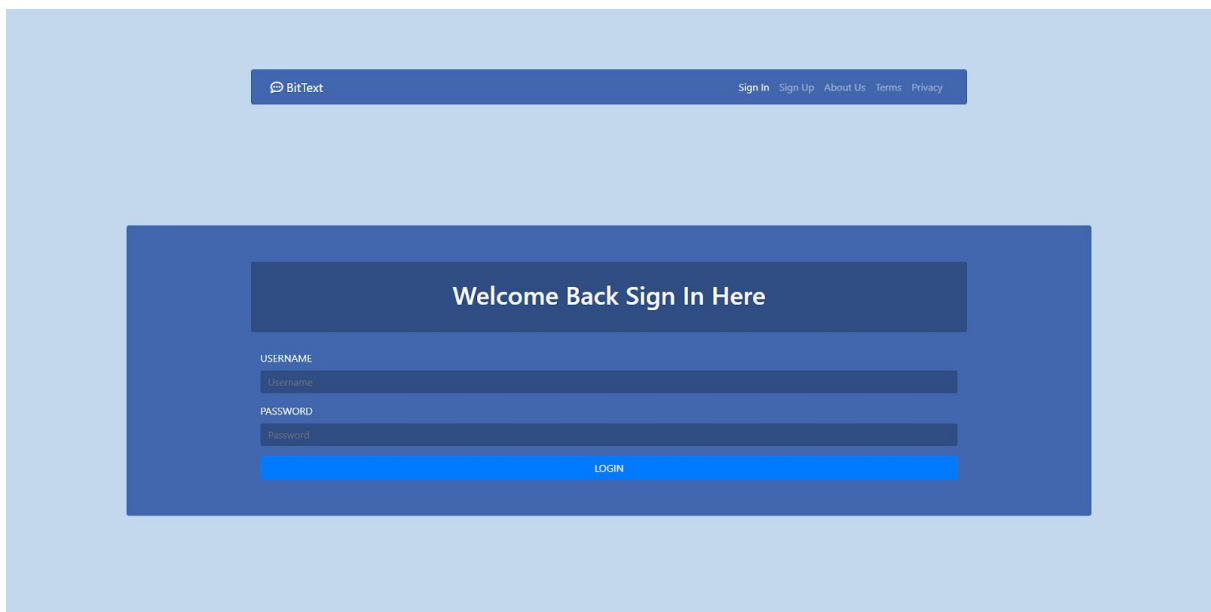 BitText Sign In Sign Up About Us Terms Privacy
Welcome Back Sign In Here
USERNAME
Username
PASSWORD
Password
LOGIN